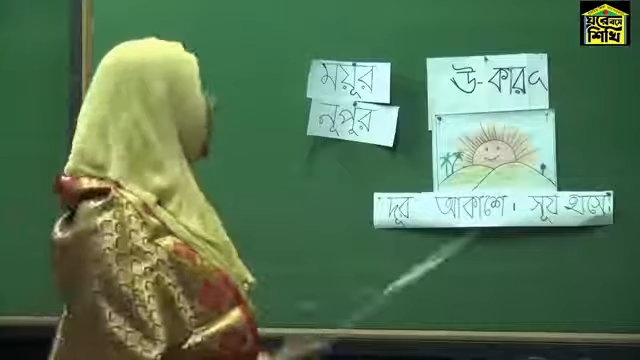 ঘরে বসে
শিখি
ময়ূর
নূপুর
ঊ-কার ূ
দূর আকাশে। সূর্য হাসে।